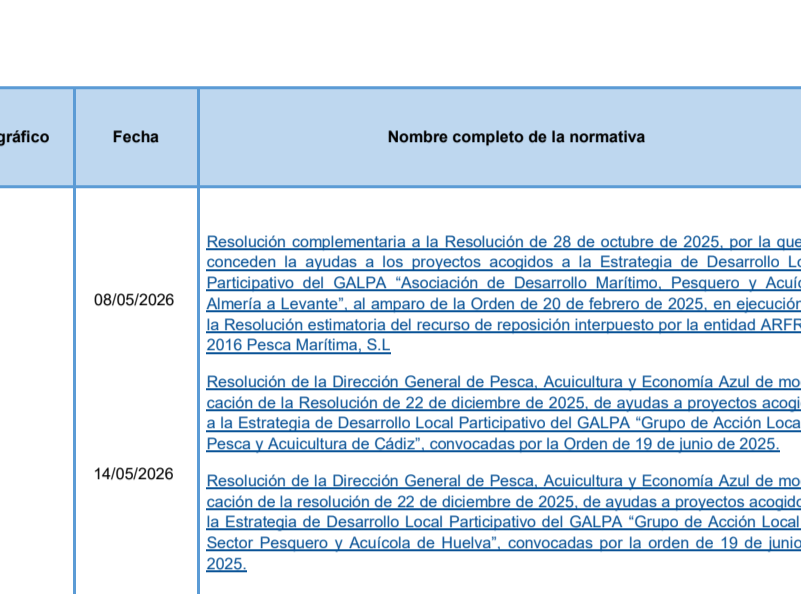 gráfico
Fecha
Nombre completo de la normativa
08/05/2026
Resolución complementaria a la Resolución de 28 de octubre de 2025, por la que
conceden la ayudas a los proyectos acogidos a la Estrategia de Desarrollo
Participativo del GALPA “Asociación de Desarrollo Marítimo, Pesquero y
Almería a Levante”, al amparo de la Orden de 20 de febrero de 2025, en ejecución
la Resolución estimatoria del recurso de reposición interpuesto por la entidad ARFR
2016 Pesca Marítima, S.L
14/05/2026
Resolución de la Dirección General de Pesca, Acuicultura y Economía Azul de mo
cación de la Resolución de 22 de diciembre de 2025, de ayudas a proyectos acogi
a la Estrategia de Desarrollo Local Participativo del GALPA “Grupo de Acción Loca
Pesca y Acuicultura de Cádiz”, convocadas por la Orden de 19 de junio de 2025.
Resolución de la Dirección General de Pesca, Acuicultura y Economía Azul de mo
cación de la resolución de 22 de diciembre de 2025, de ayudas a proyectos acogido
la Estrategia de Desarrollo Local Participativo del GALPA “Grupo de Acción Local
Sector Pesquero y Acuícola de Huelva”, convocadas por la orden de 19 de junio
2025.